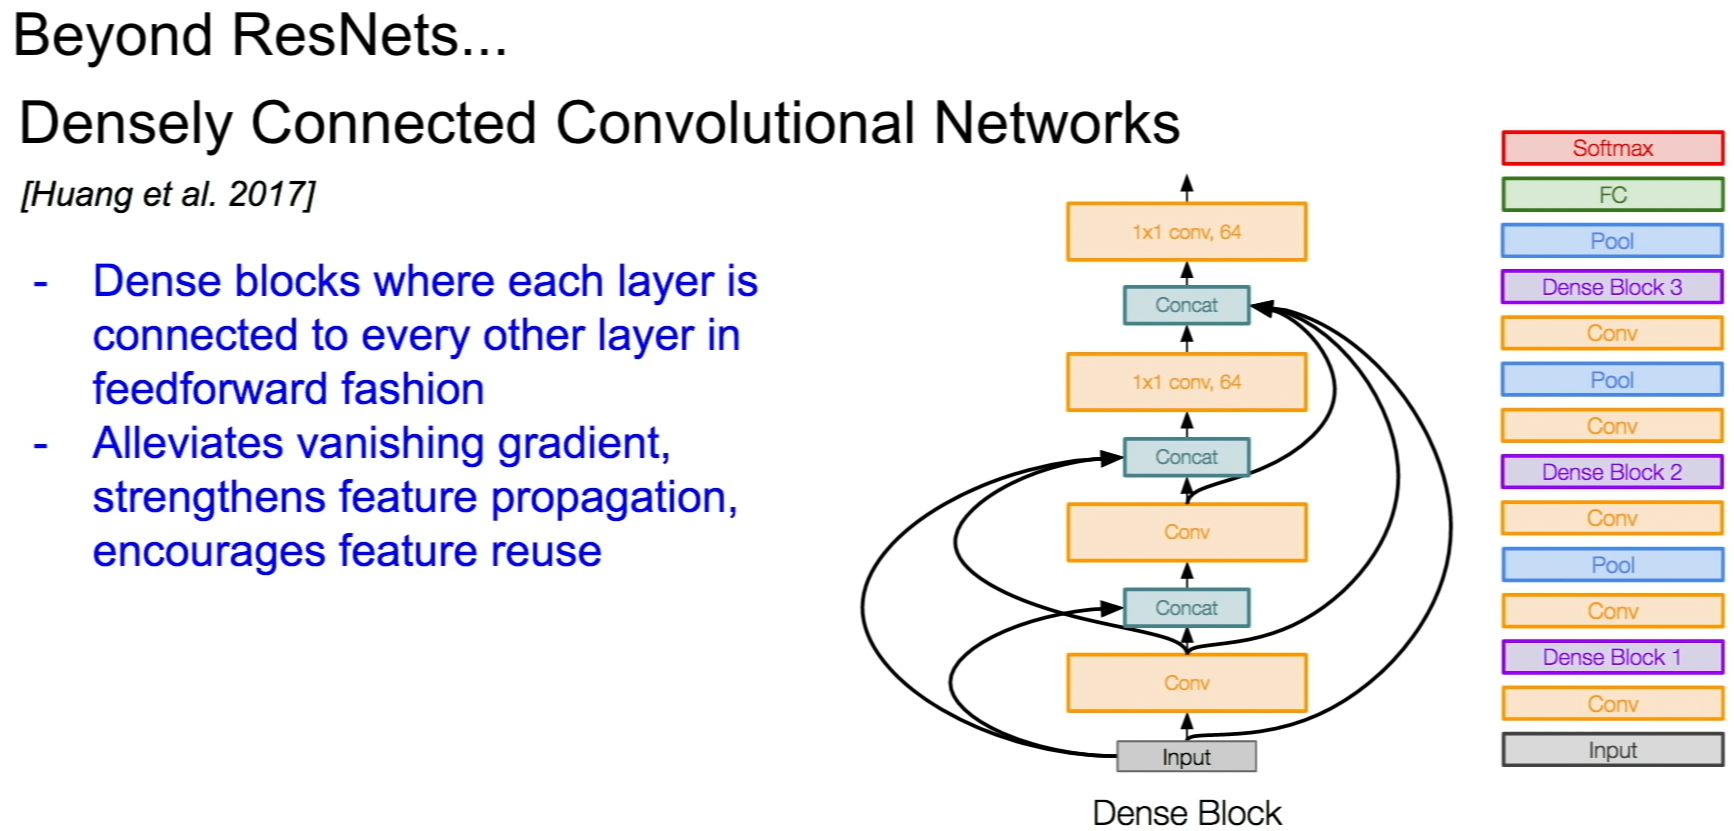 Beyond ResNets...
Densely Connected Convolutional Networks
[Huang et al. 2017]
- Dense blocks where each layer is
connected to every other layer in
feedforward fashion
- Alleviates vanishing gradient,
strengthens feature propagation,
encourages feature reuse
1x1 conv, 64
Concat
1x1 conv, 64
Concat
Conv
Concat
Conv
Input
Dense Block
Softmax
FC
Pool
Dense Block 3
Conv
Pool
Conv
Dense Block 2
Conv
Pool
Conv
Dense Block 1
Conv
Input